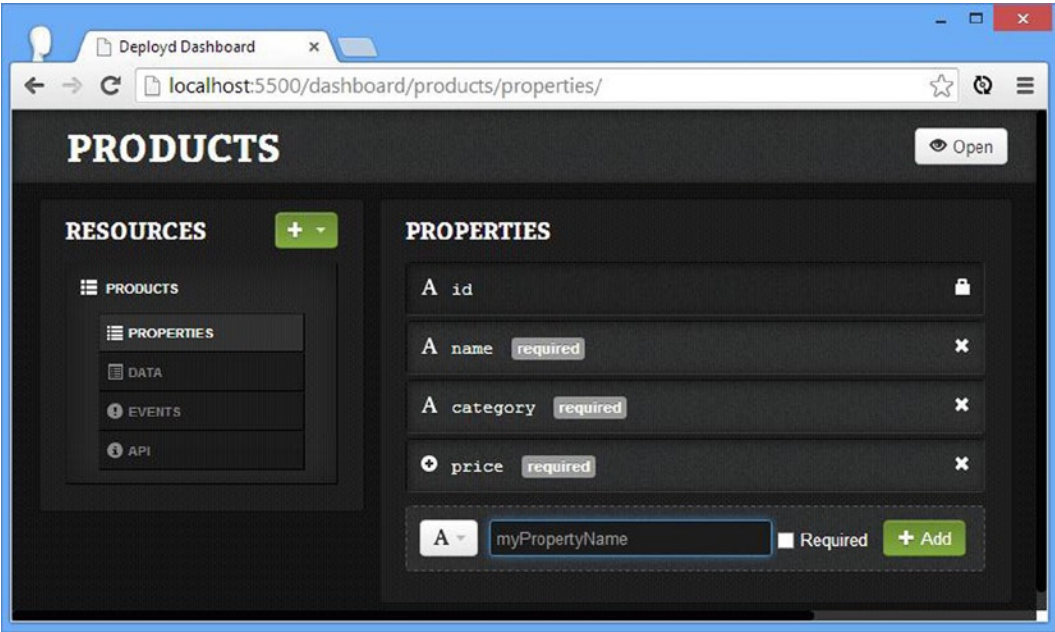 Deployd Dashboard
localhost:5500/dashboard/products/properties/
PRODUCTS
Open
RESOURCES
PRODUCTS
PROPERTIES
DATA
EVENTS
API
PROPERTIES
A id
A name required
A category required
price required
A myPropertyName Required Add